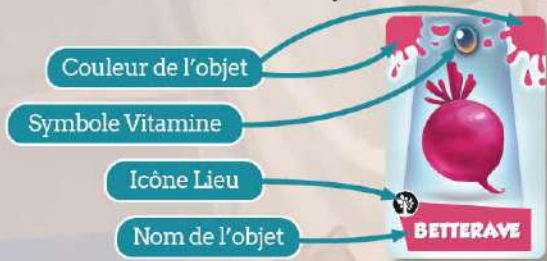 Couleur de l'objet
Symbole Vitamine
Icône Lieu
Nom de l'objet
BETTERAVE